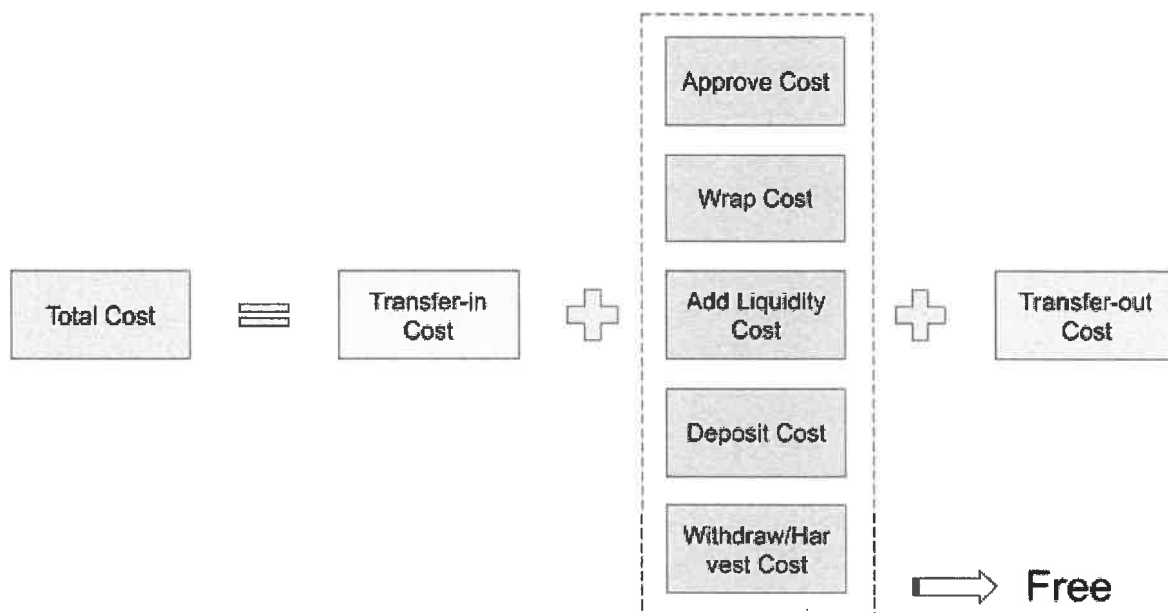 Approve Cost
Wrap Cost
Total Cost
Transfer-in
Cost
Add Liquidity
Cost
Transfer-out
Cost
Deposit Cost
Withdraw/Har
vest Cost
Free